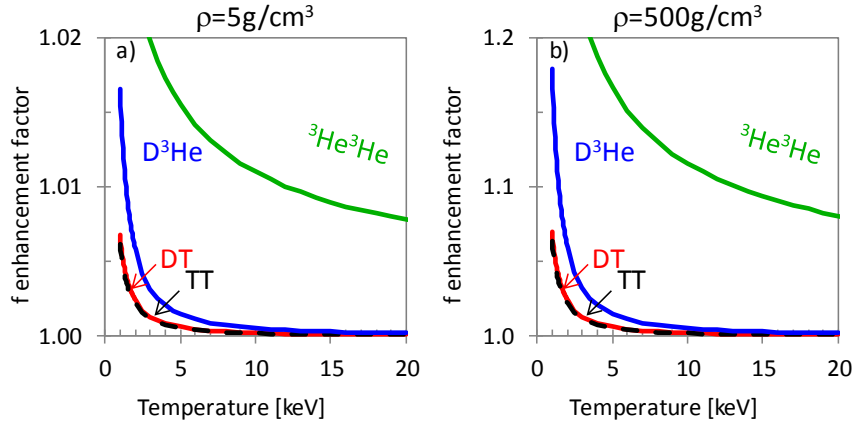 ρ=5g/cm³
1.02
1.01
1.00
f enhancement factor
a)
D³He
³He³He
DT
TT
0
5
10
15
20
Temperature [keV]
ρ=500g/cm³
1.2
1.1
1.0
f enhancement factor
b)
D³He
³He³He
DT
TT
0
5
10
15
20
Temperature [keV]